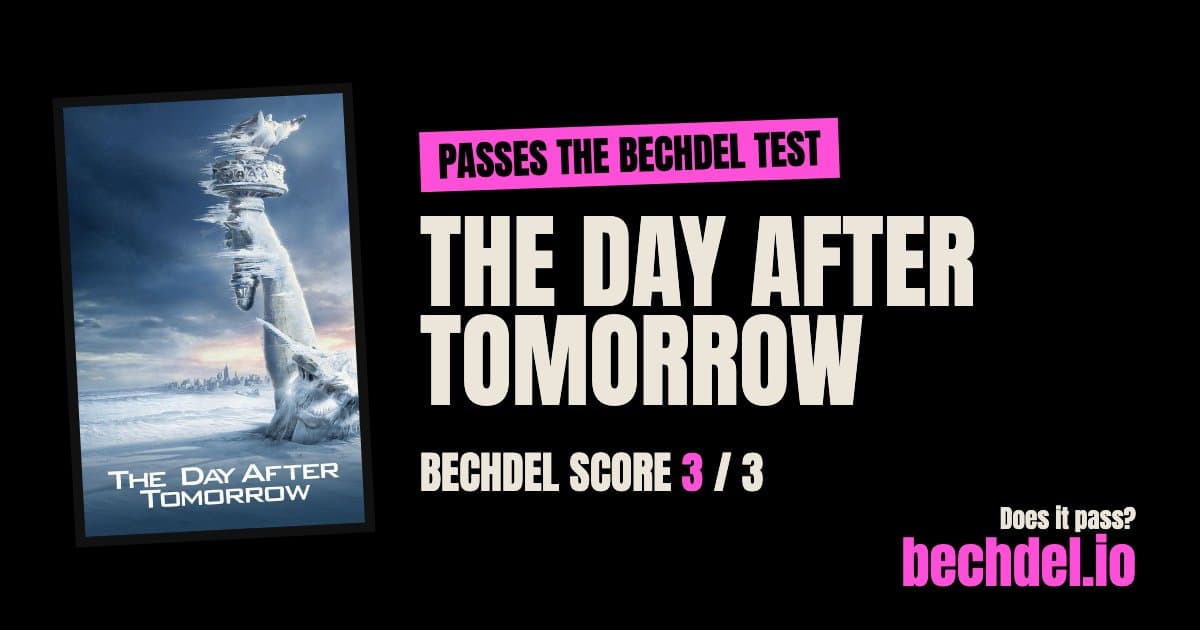 THE DAY AFTER
TOMORROW
PASSES THE BECHDEL TEST
THE DAY AFTER
TOMORROW
BECHDEL SCORE 3 / 3
Does it pass?
bechdel.io